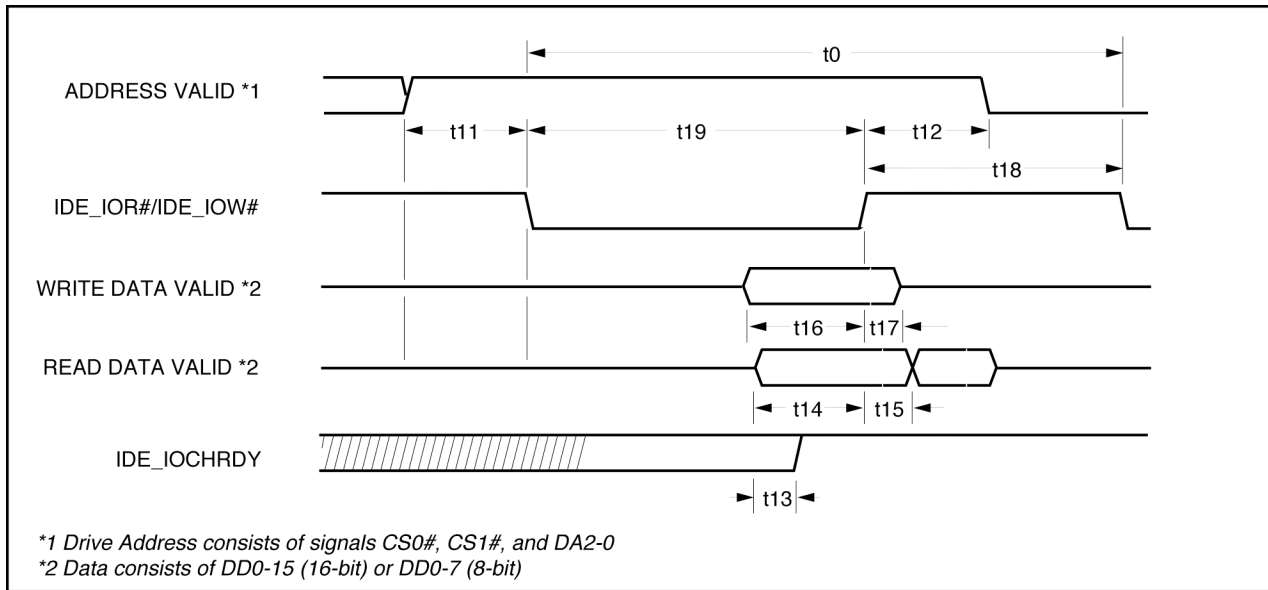 t0
ADDRESS VALID *1
t11 t19 t12
t18
IDE_IOR#/IDE_IOW#
WRITE DATA VALID *2
t16 t17
READ DATA VALID *2
t14 t15
IDE_IOCHRDY
t13
*1 Drive Address consists of signals CS0#, CS1#, and DA2-0
*2 Data consists of DD0-15 (16-bit) or DD0-7 (8-bit)